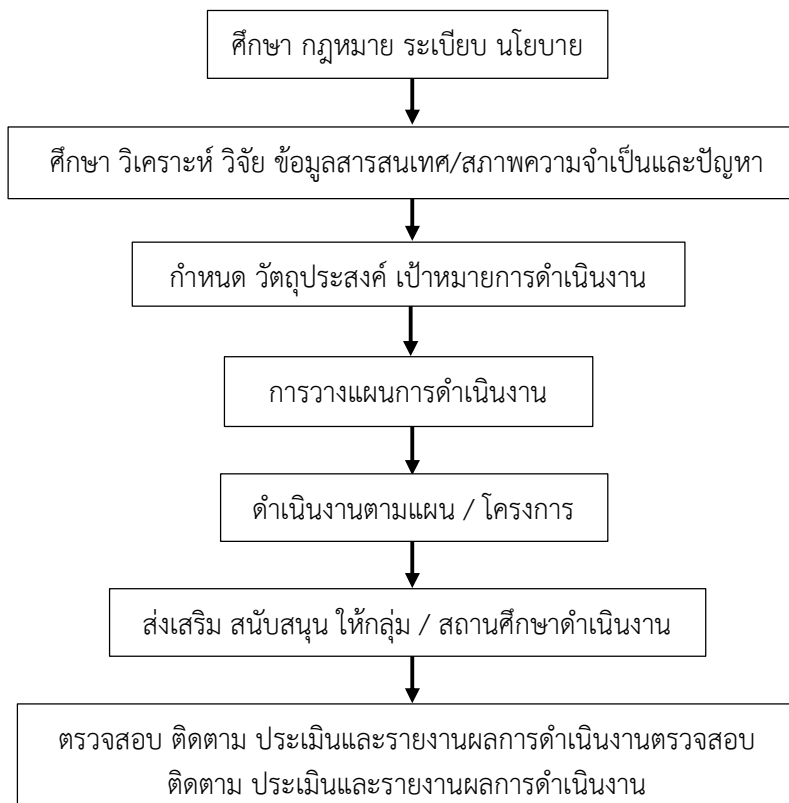 ศึกษา กฎหมาย ระเบียบ นโยบาย
ศึกษา วิเคราะห์ วิจัย ข้อมูลสารสนเทศ/สภาพความจำเป็นและปัญหา
กำหนด วัตถุประสงค์ เป้าหมายการดำเนินงาน
การวางแผนการดำเนินงาน
ดำเนินงานตามแผน / โครงการ
ส่งเสริม สนับสนุน ให้กลุ่ม / สถานศึกษาดำเนินงาน
ตรวจสอบ ติดตาม ประเมินและรายงานผลการดำเนินงานตรวจสอบ
ติดตาม ประเมินและรายงานผลการดำเนินงาน